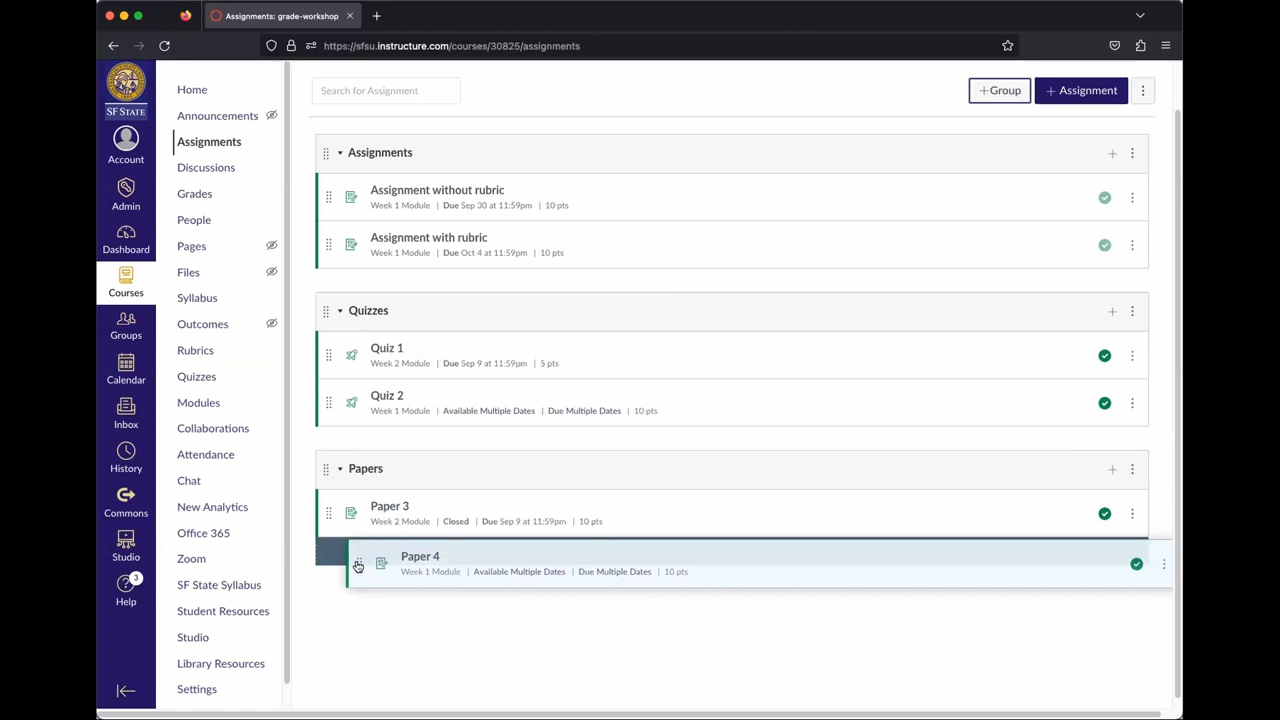 Assignments: grade-workshop
https://sfsu.instructure.com/courses/30825/assignments
SF STATE
Account
Admin
Dashboard
Courses
Groups
Calendar
Inbox
History
Commons
Studio
3
Help
Home
Announcements
Assignments
Discussions
Grades
People
Pages
Files
Syllabus
Outcomes
Rubrics
Quizzes
Modules
Collaborations
Attendance
Chat
New Analytics
Office 365
Zoom
SF State Syllabus
Student Resources
Studio
Library Resources
Settings
Search for Assignment
+Group
+ Assignment
Assignments
Assignment without rubric
Week 1 Module | Due Sep 30 at 11:59pm | 10 pts
Assignment with rubric
Week 1 Module | Due Oct 4 at 11:59pm | 10 pts
Quizzes
Quiz 1
Week 2 Module | Due Sep 9 at 11:59pm | 5 pts
Quiz 2
Week 1 Module | Available Multiple Dates | Due Multiple Dates | 10 pts
Papers
Paper 3
Week 2 Module | Closed | Due Sep 9 at 11:59pm | 10 pts
Paper 4
Week 1 Module | Available Multiple Dates | Due Multiple Dates | 10 pts